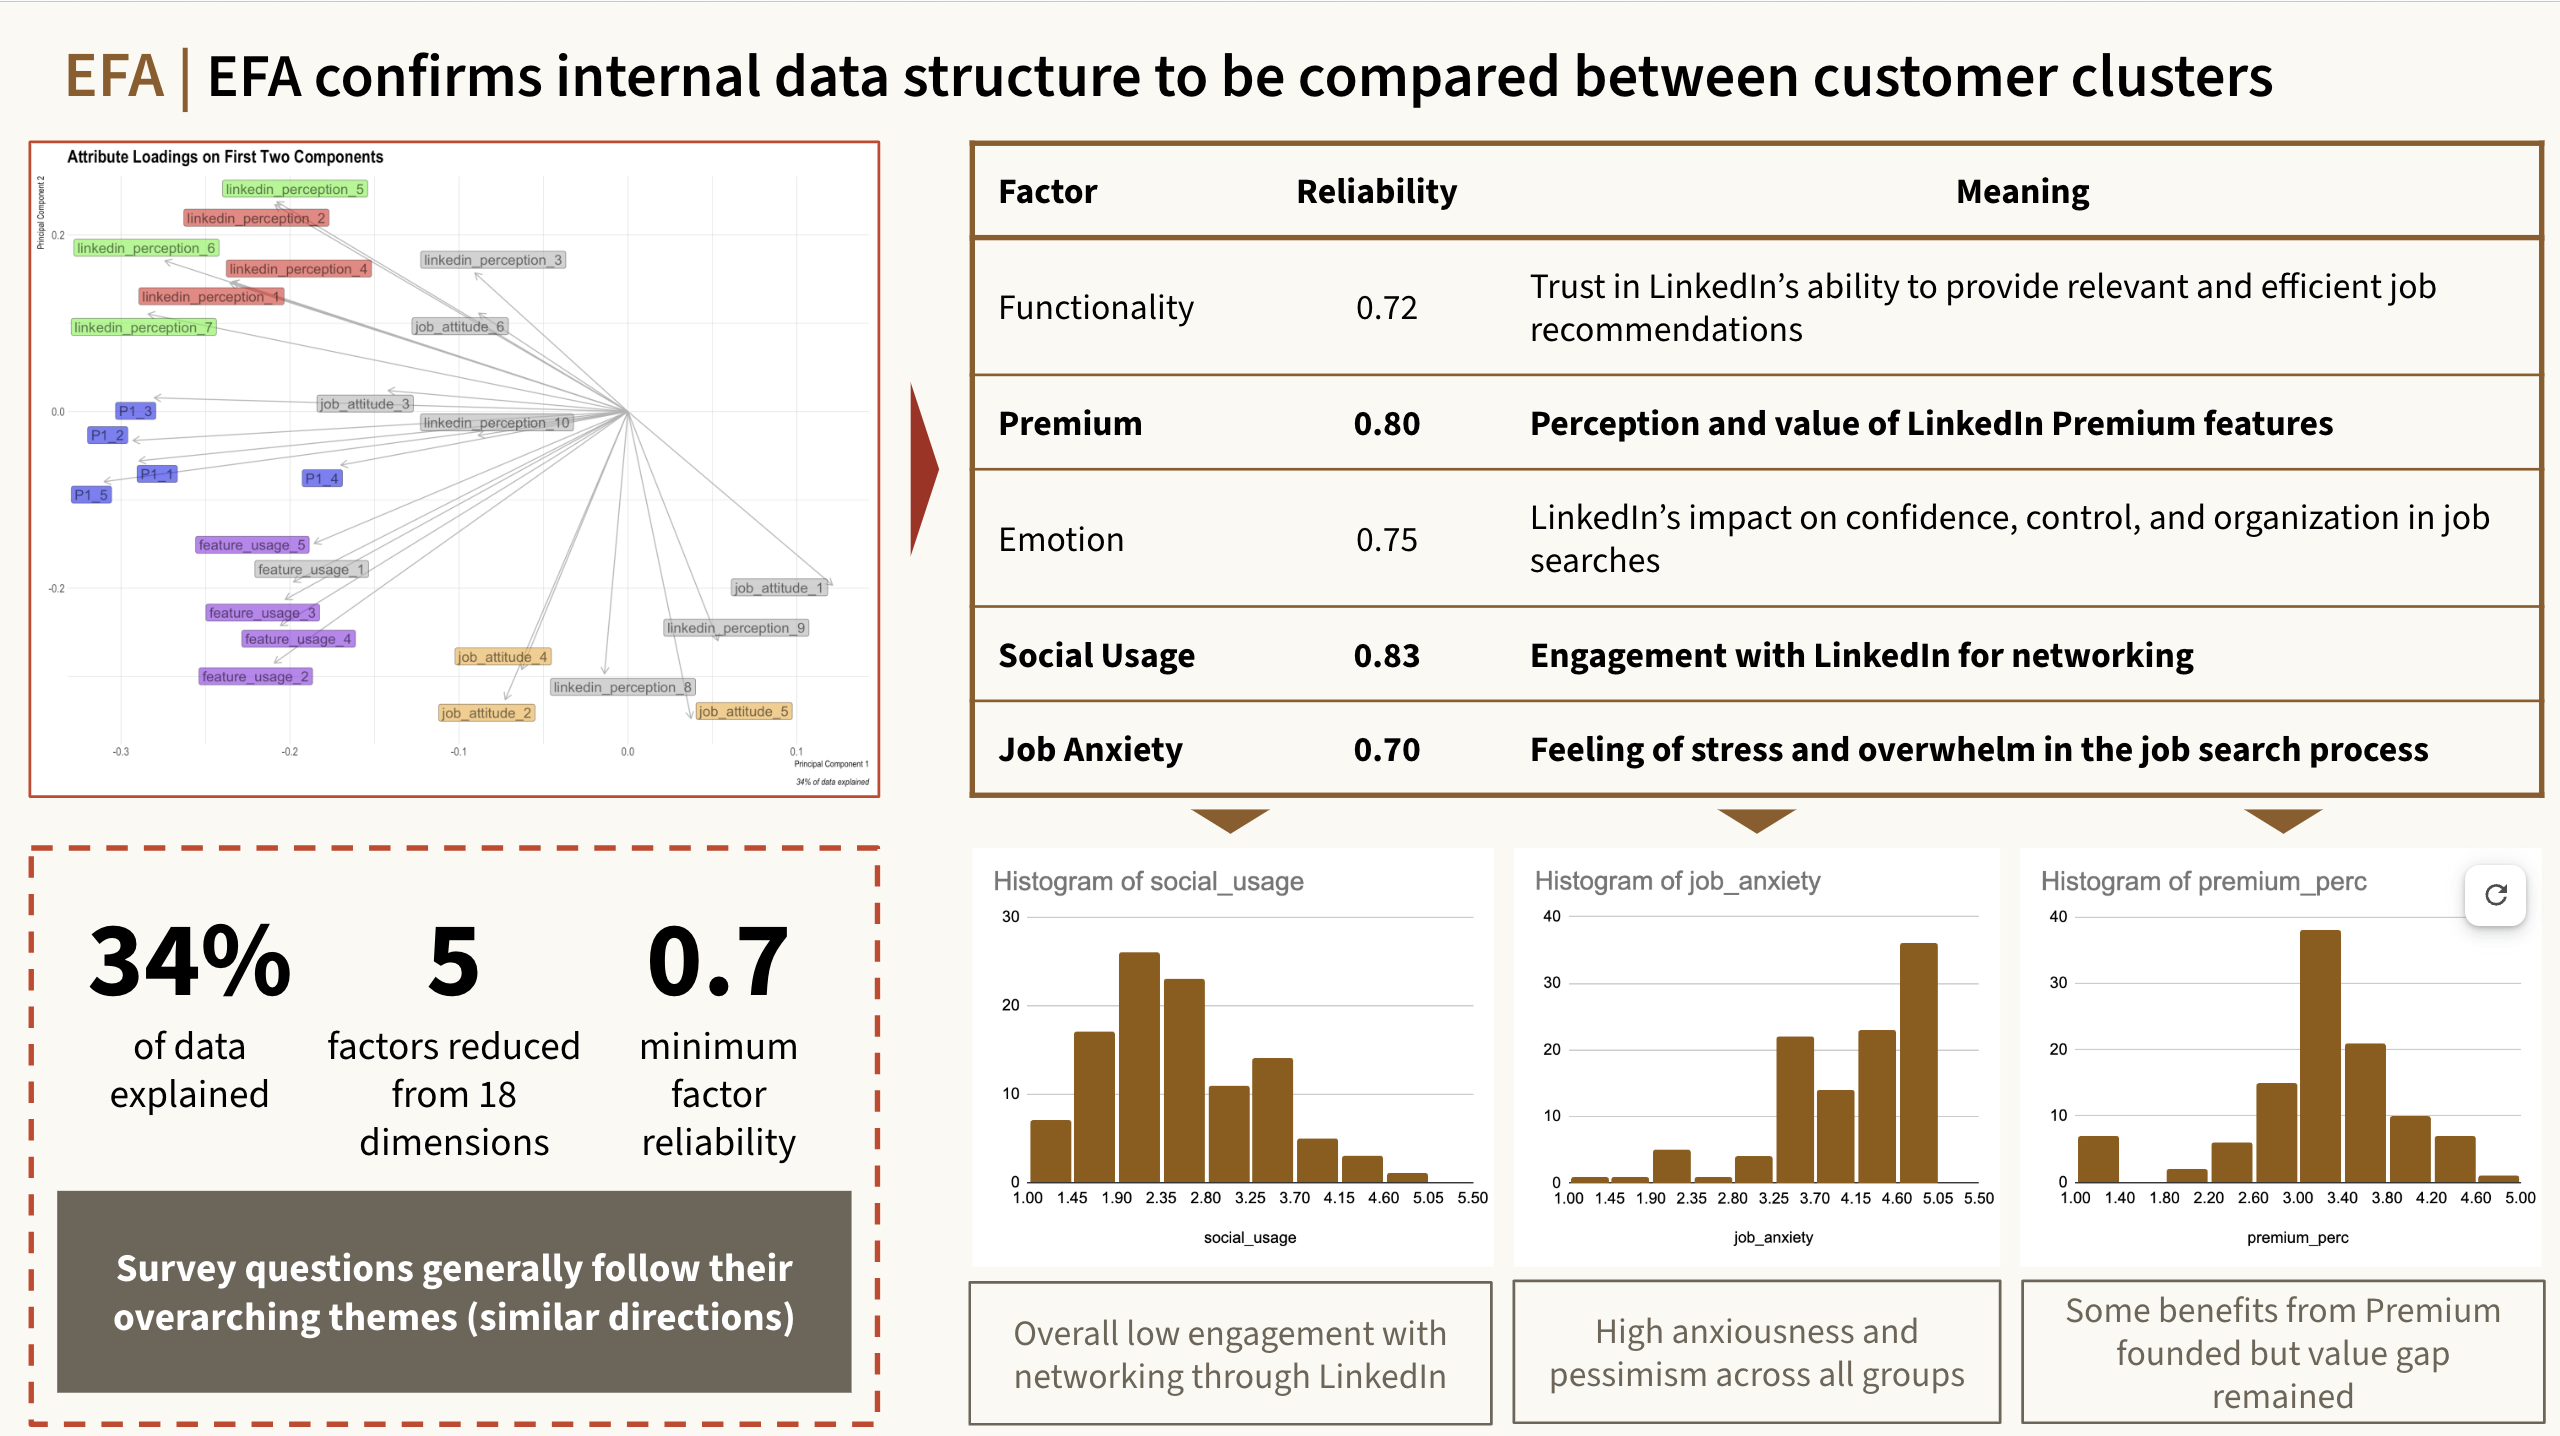 EFA | EFA confirms internal data structure to be compared between customer clusters
Attribute Loadings on First Two Components
Principal Component 2
linkedin_perception_5
linkedin_perception_2
0.2
linkedin_perception_6
linkedin_perception_3
linkedin_perception_4
linkedin_perception_1
linkedin_perception_7
job_attitude_6
0.0
P1_3
job_attitude_3
linkedin_perception_10
P1_2
P1_1
P1_4
P1_5
feature_usage_5
feature_usage_1
-0.2
job_attitude_1
feature_usage_3
linkedin_perception_9
feature_usage_4
job_attitude_4
feature_usage_2
linkedin_perception_8
job_attitude_2
job_attitude_5
-0.3 -0.2 -0.1 0.0 0.1
Principal Component 1
34% of data explained
Factor Reliability Meaning
Functionality 0.72 Trust in LinkedIn’s ability to provide relevant and efficient job
recommendations
Premium 0.80 Perception and value of LinkedIn Premium features
Emotion 0.75 LinkedIn’s impact on confidence, control, and organization in job
searches
Social Usage 0.83 Engagement with LinkedIn for networking
Job Anxiety 0.70 Feeling of stress and overwhelm in the job search process
34%
of data
explained
5
factors reduced
from 18
dimensions
0.7
minimum
factor
reliability
Survey questions generally follow their
overarching themes (similar directions)
Histogram of social_usage
30
20
10
0
1.00 1.45 1.90 2.35 2.80 3.25 3.70 4.15 4.60 5.05 5.50
social_usage
Overall low engagement with
networking through LinkedIn
Histogram of job_anxiety
40
30
20
10
0
1.00 1.45 1.90 2.35 2.80 3.25 3.70 4.15 4.60 5.05 5.50
job_anxiety
High anxiousness and
pessimism across all groups
Histogram of premium_perc
40
30
20
10
0
1.00 1.40 1.80 2.20 2.60 3.00 3.40 3.80 4.20 4.60 5.00
premium_perc
Some benefits from Premium
founded but value gap
remained